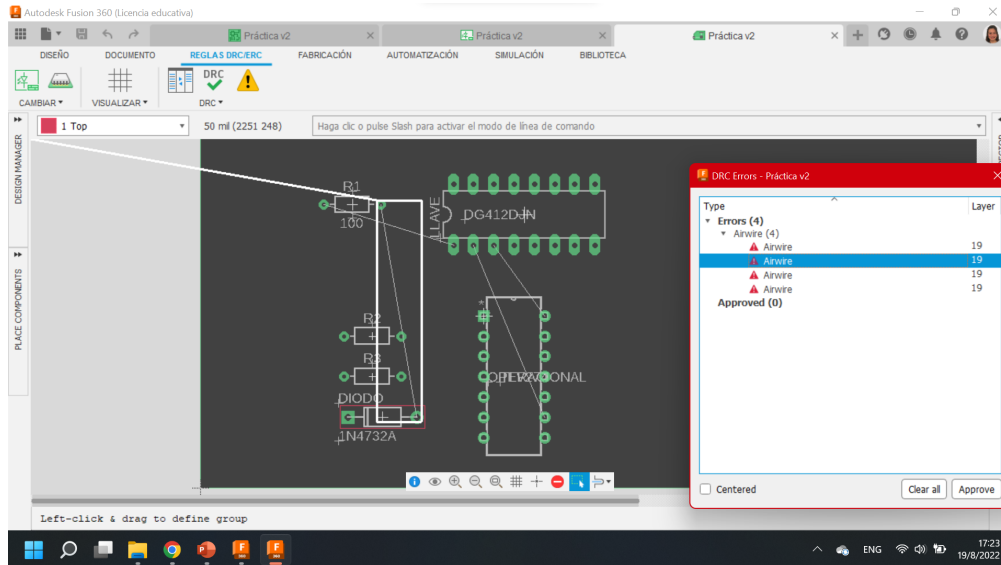 Autodesk Fusion 360 (Licencia educativa)
Práctica v2
Práctica v2
Práctica v2
DISEÑO DOCUMENTO REGLAS DRC/ERC FABRICACIÓN AUTOMATIZACIÓN SIMULACIÓN BIBLIOTECA
DRC
CAMBIAR VISUALIZAR DRC
1 Top
50 mil (2251 248)
Haga clic o pulse Slash para activar el modo de línea de comando
DESIGN MANAGER
PLACE COMPONENTS
R1
100
LLAVE
DG412DJN
R2
R3
DIODO
1N4732A
*
DRC Errors - Práctica v2
Type Layer
Errors (4)
Airwire (4)
Airwire 19
Airwire 19
Airwire 19
Airwire 19
Approved (0)
Centered
Clear all
Approve
Left-click & drag to define group
ENG
17:23
19/8/2022